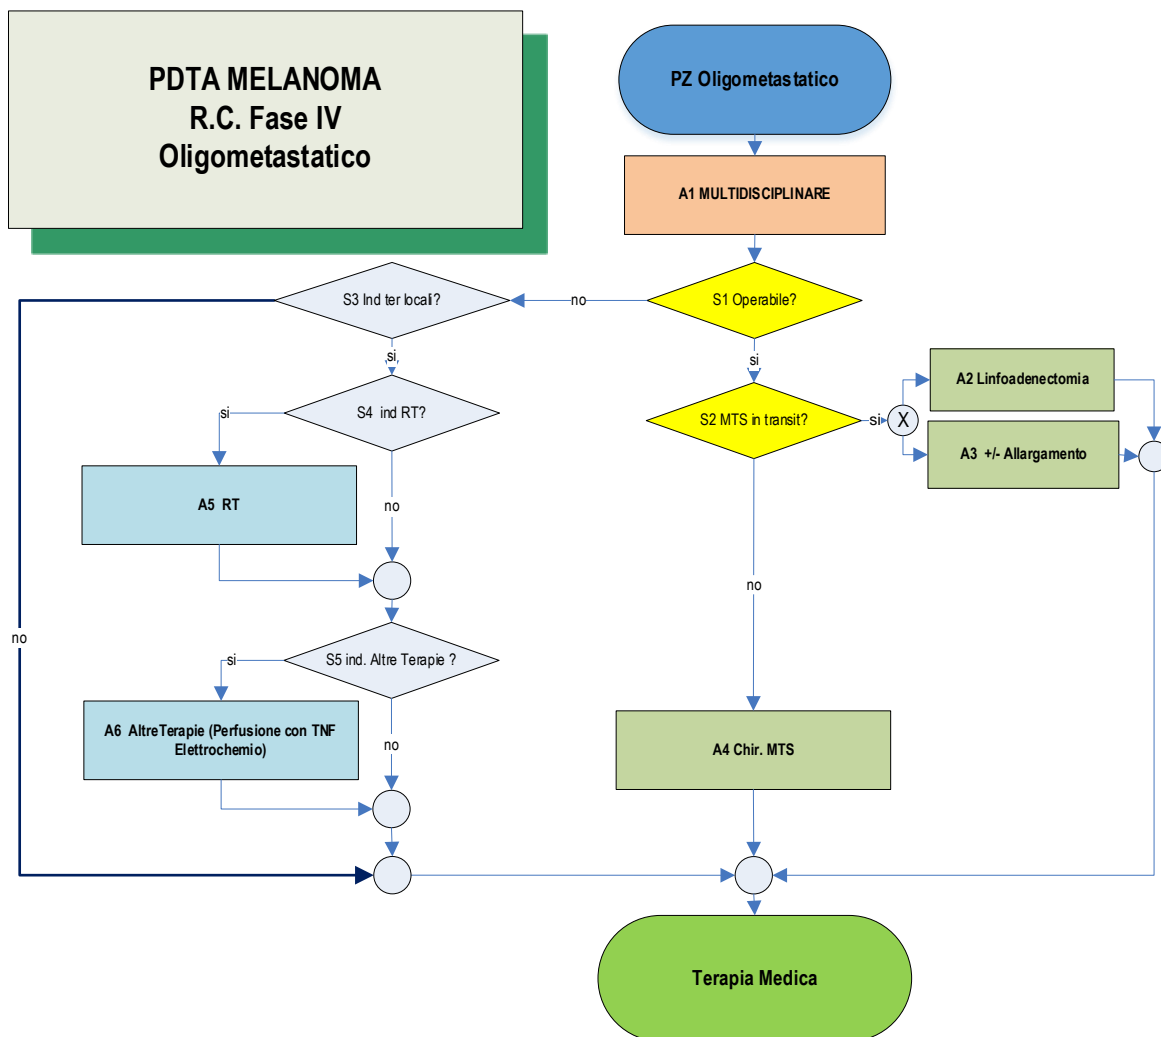 PDTA MELANOMA
R.C. Fase IV
Oligometastatico
PZ Oligometastatico
A1 MULTIDISCIPLINARE
S1 Operabile?
no
S3 Ind ter locali?
si
si
S4 ind RT?
si
S2 MTS in transit?
si
X
A2 Linfoadenectomia
A3 +/- Allargamento
A5 RT
no
no
no
S5 ind. Altre Terapie ?
si
A6 AltreTerapie (Perfusione con TNF
Elettrochemio)
no
A4 Chir. MTS
Terapia Medica